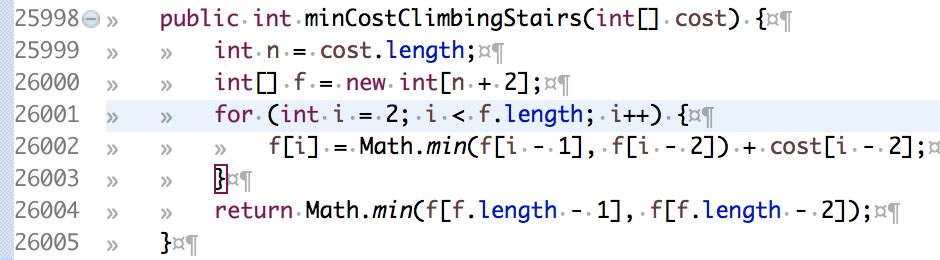 25998 » public·int·minCostClimbingStairs(int[]·cost)·{¤¶
25999 » » int·n·=·cost.length;¤¶
26000 » » int[]·f·=·new·int[n·+·2];¤¶
26001 » » for·(int·i·=·2;·i·<·f.length;·i++)·{¤¶
26002 » » » f[i]·=·Math.min(f[i·-·1],·f[i·-·2])·+·cost[i·-·2];¤
26003 » » }¤¶
26004 » » return·Math.min(f[f.length·-·1],·f[f.length·-·2]);¤¶
26005 » }¤¶